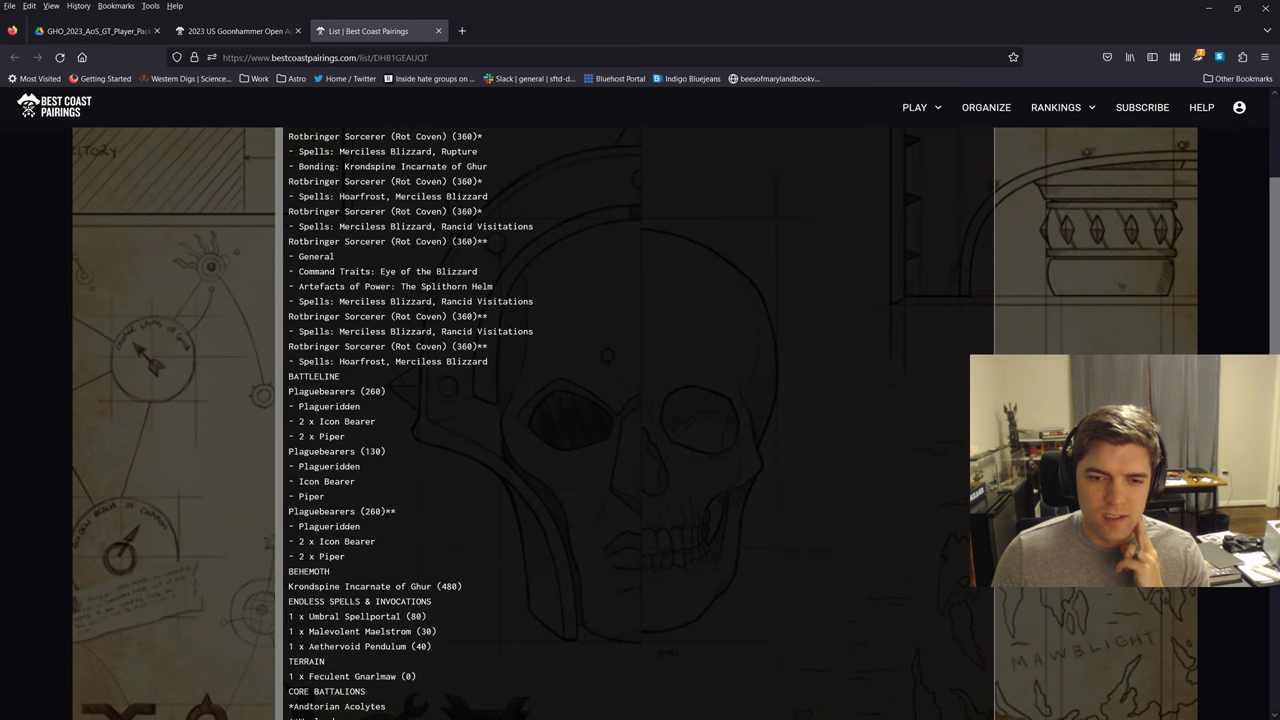 File Edit View History Bookmarks Tools Help
GHO_2023_AoS_GT_Player_Pack 2023 US Goonhammer Open A List | Best Coast Pairings
https://www.bestcoastpairings.com/list/DHB1GEAUQT
Most Visited Getting Started Western Digs | Science... Work Astro Home / Twitter Inside hate groups on ... Slack | general | sftd-d... Bluehost Portal Indigo Bluejeans beesofmarylandbookv... Other Bookmarks
BEST COAST
PAIRINGS
PLAY ORGANIZE RANKINGS SUBSCRIBE HELP
Rotbringer Sorcerer (Rot Coven) (360)*
- Spells: Merciless Blizzard, Rupture
- Bonding: Krondspine Incarnate of Ghur
Rotbringer Sorcerer (Rot Coven) (360)*
- Spells: Hoarfrost, Merciless Blizzard
Rotbringer Sorcerer (Rot Coven) (360)*
- Spells: Merciless Blizzard, Rancid Visitations
Rotbringer Sorcerer (Rot Coven) (360)**
- General
- Command Traits: Eye of the Blizzard
- Artefacts of Power: The Splithorn Helm
- Spells: Merciless Blizzard, Rancid Visitations
Rotbringer Sorcerer (Rot Coven) (360)**
- Spells: Merciless Blizzard, Rancid Visitations
Rotbringer Sorcerer (Rot Coven) (360)**
- Spells: Hoarfrost, Merciless Blizzard
BATTLELINE
Plaguebearers (260)
- Plagueridden
- 2 x Icon Bearer
- 2 x Piper
Plaguebearers (130)
- Plagueridden
- Icon Bearer
- Piper
Plaguebearers (260)**
- Plagueridden
- 2 x Icon Bearer
- 2 x Piper
BEHEMOTH
Krondspine Incarnate of Ghur (480)
ENDLESS SPELLS & INVOCATIONS
1 x Umbral Spellportal (80)
1 x Malevolent Maelstrom (30)
1 x Aethervoid Pendulum (40)
TERRAIN
1 x Feculent Gnarlmaw (0)
CORE BATTALIONS
*Andtorian Acolytes
MAWBLIGHT